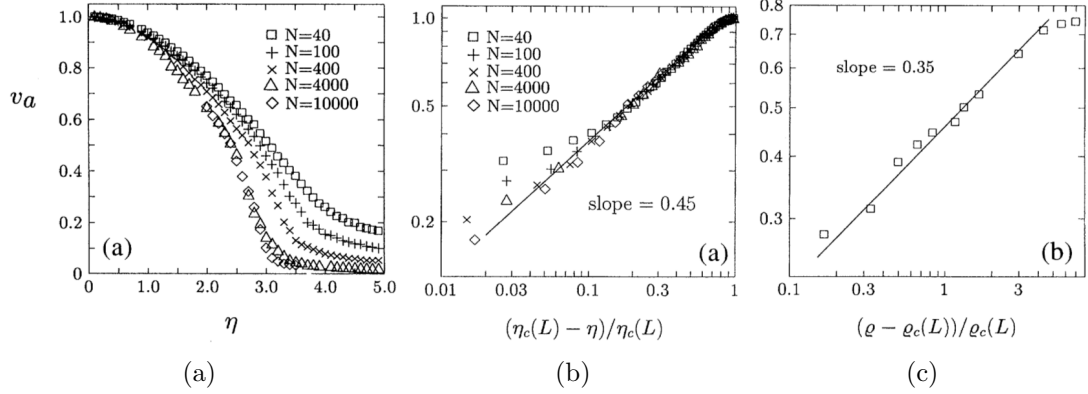 1.0
0.8
0.6
0.4
0.2
0
v_a
N=40
N=100
N=400
N=4000
N=10000
(a)
0 1.0 2.0 3.0 4.0 5.0
η
(a)
1.0
0.5
0.2
N=40
N=100
N=400
N=4000
N=10000
slope = 0.45
(a)
0.01 0.03 0.1 0.3 1
(η_c(L) − η)/η_c(L)
(b)
0.8
0.7
0.6
0.5
0.4
0.3
slope = 0.35
(b)
0.1 0.3 1 3
(ϱ − ϱ_c(L))/ϱ_c(L)
(c)